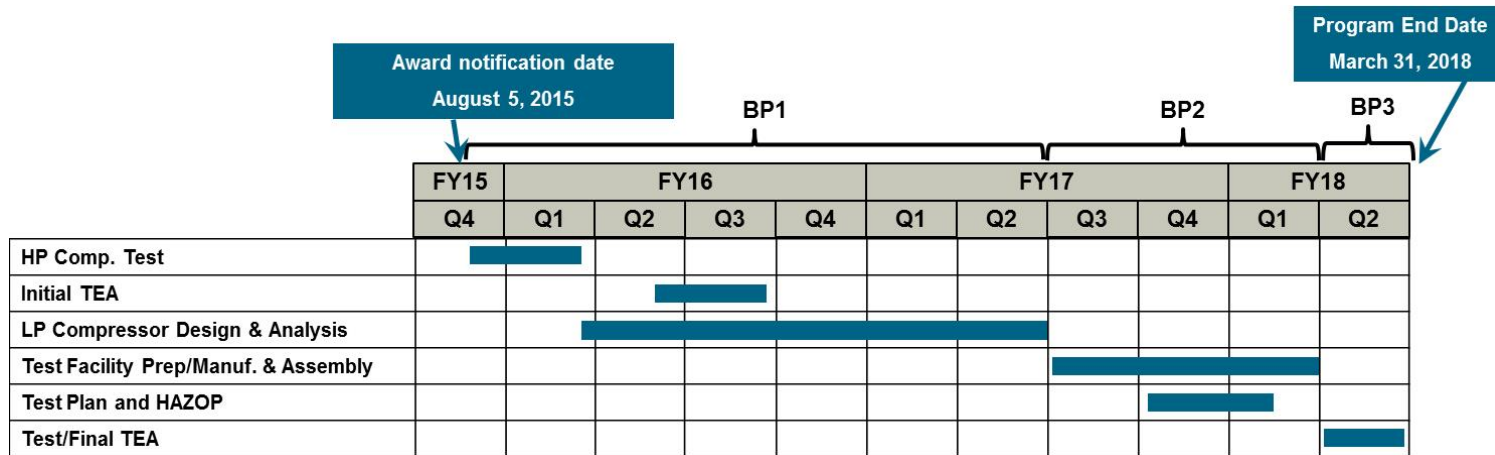 Program End Date
March 31, 2018
Award notification date
August 5, 2015
BP1
BP2
BP3
FY15 FY16 FY17 FY18
Q4 Q1 Q2 Q3 Q4 Q1 Q2 Q3 Q4 Q1 Q2
HP Comp. Test
Initial TEA
LP Compressor Design & Analysis
Test Facility Prep/Manuf. & Assembly
Test Plan and HAZOP
Test/Final TEA